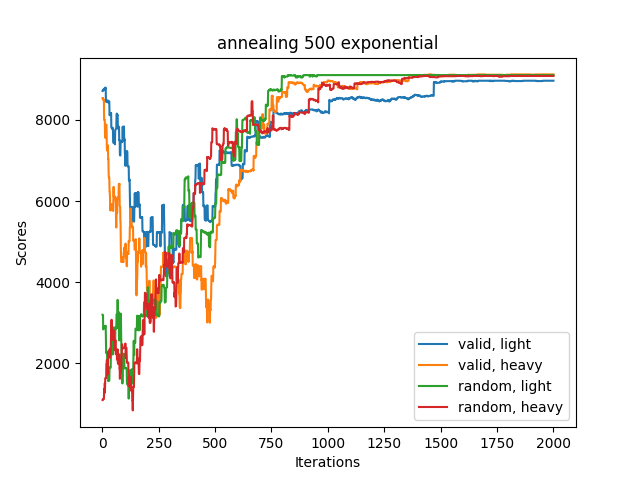 annealing 500 exponential
Scores
8000
6000
4000
2000
valid, light
valid, heavy
random, light
random, heavy
0
250
500
750
1000
1250
1500
1750
2000
Iterations